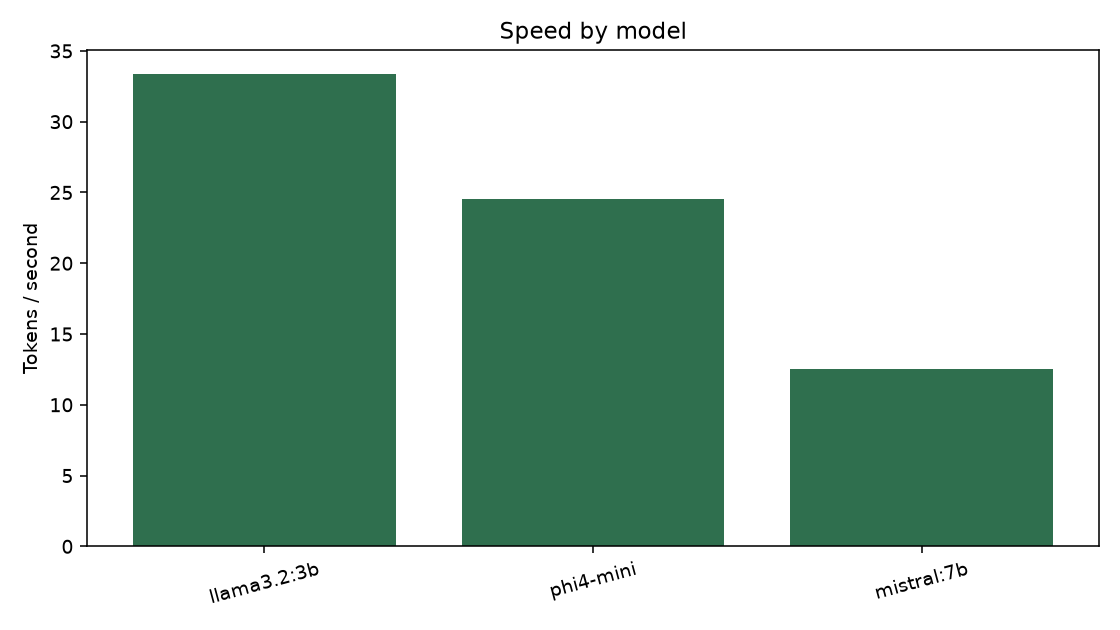 Speed by model
Tokens / second
35
30
25
20
15
10
5
0
llama3.2:3b
phi4-mini
mistral:7b